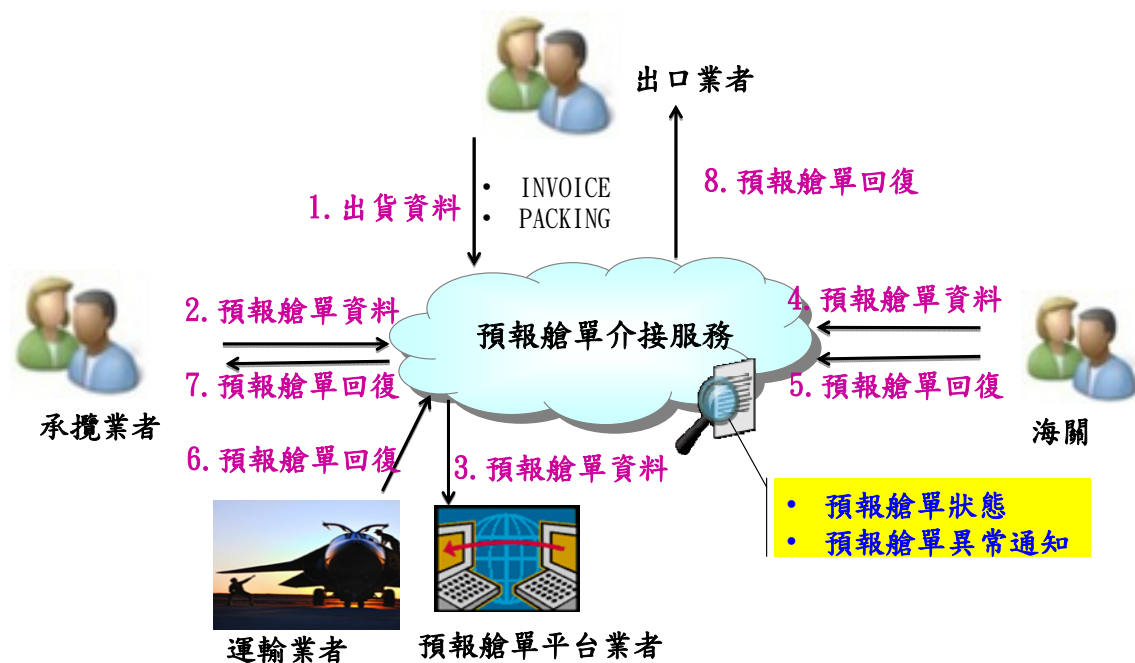 出口業者
1.出貨資料
• INVOICE
• PACKING
8.預報艙單回復
2.預報艙單資料
4.預報艙單資料
預報艙單介接服務
7.預報艙單回復
5.預報艙單回復
承攬業者
海關
6.預報艙單回復
3.預報艙單資料
• 預報艙單狀態
• 預報艙單異常通知
運輸業者
預報艙單平台業者